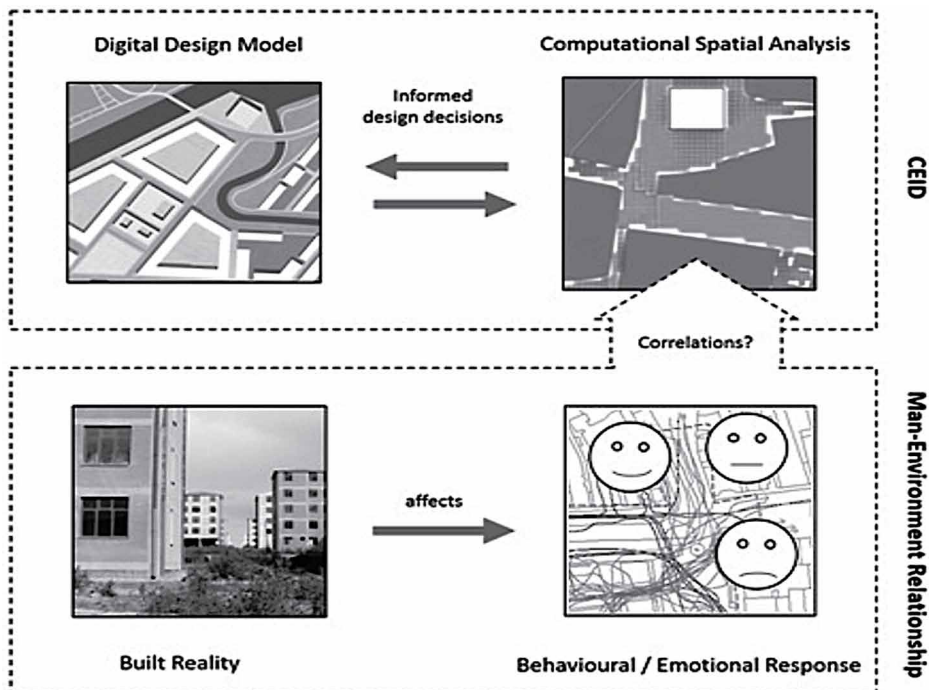 Digital Design Model
Computational Spatial Analysis
Informed
design decisions
CEID
Correlations?
affects
Built Reality
Behavioural / Emotional Response
Man-Environment Relationship